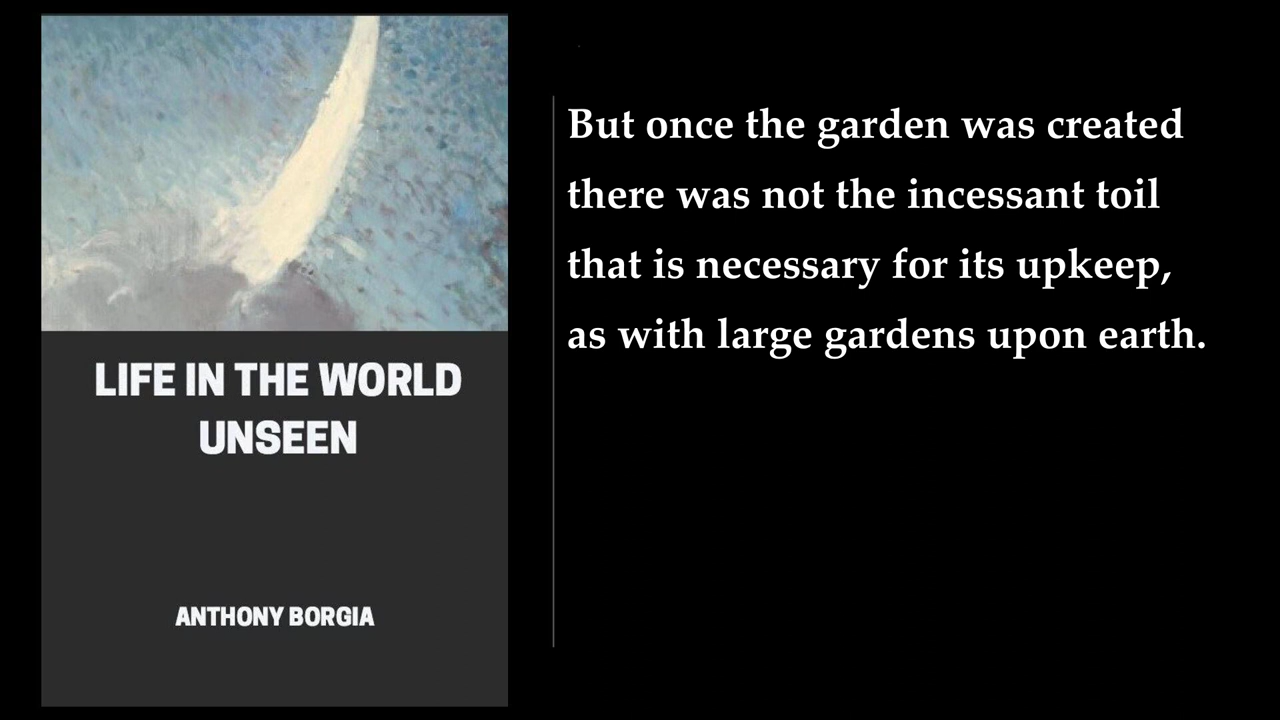 LIFE IN THE WORLD
UNSEEN
ANTHONY BORGIA
But once the garden was created
there was not the incessant toil
that is necessary for its upkeep,
as with large gardens upon earth.